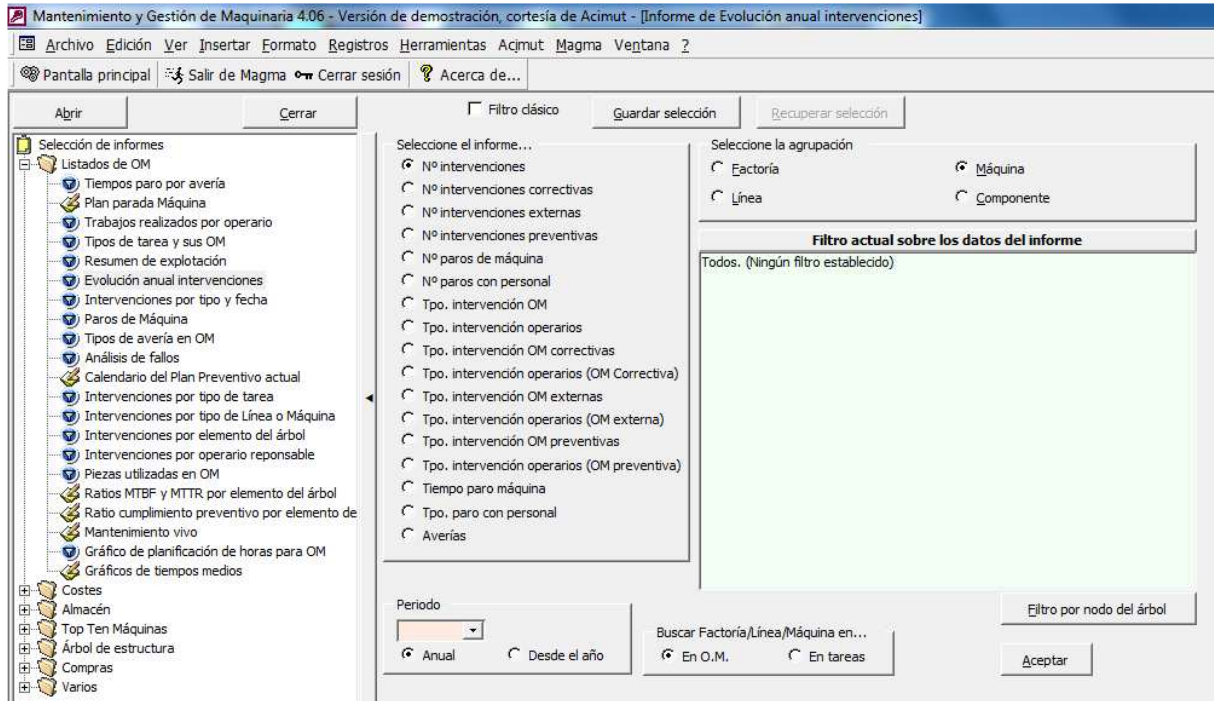 Mantenimiento y Gestión de Maquinaria 4.06 - Versión de demostración, cortesía de Acimut - [Informe de Evolución anual intervenciones]
Archivo Edición Ver Insertar Formato Registros Herramientas Acimut Magma Ventana ?
Pantalla principal Salir de Magma Cerrar sesión Acerca de...
Abrir Cerrar
Selección de informes
Listados de OM
Tiempos paro por avería
Plan parada Máquina
Trabajos realizados por operario
Tipos de tarea y sus OM
Resumen de explotación
Evolución anual intervenciones
Intervenciones por tipo y fecha
Paros de Máquina
Tipos de avería en OM
Análisis de fallos
Calendario del Plan Preventivo actual
Intervenciones por tipo de tarea
Intervenciones por tipo de Línea o Máquina
Intervenciones por elemento del árbol
Intervenciones por operario reponsable
Piezas utilizadas en OM
Ratios MTBF y MTTR por elemento del árbol
Ratio cumplimiento preventivo por elemento de
Mantenimiento vivo
Gráfico de planificación de horas para OM
Gráficos de tiempos medios
Costes
Almacén
Top Ten Máquinas
Árbol de estructura
Compras
Varios
Filtro clásico Guardar selección Recuperar selección
Seleccione el informe...
Nº intervenciones
Nº intervenciones correctivas
Nº intervenciones externas
Nº intervenciones preventivas
Nº paros de máquina
Nº paros con personal
Tpo. intervención OM
Tpo. intervención operarios
Tpo. intervención OM correctivas
Tpo. intervención operarios (OM Correctiva)
Tpo. intervención OM externas
Tpo. intervención operarios (OM externa)
Tpo. intervención OM preventivas
Tpo. intervención operarios (OM preventiva)
Tiempo paro máquina
Tpo. paro con personal
Averías
Seleccione la agrupación
Factoría Máquina
Línea Componente
Filtro actual sobre los datos del informe
Todos. (Ningún filtro establecido)
Filtro por nodo del árbol
Periodo
Anual Desde el año
Buscar Factoría/Línea/Máquina en...
En O.M. En tareas
Aceptar